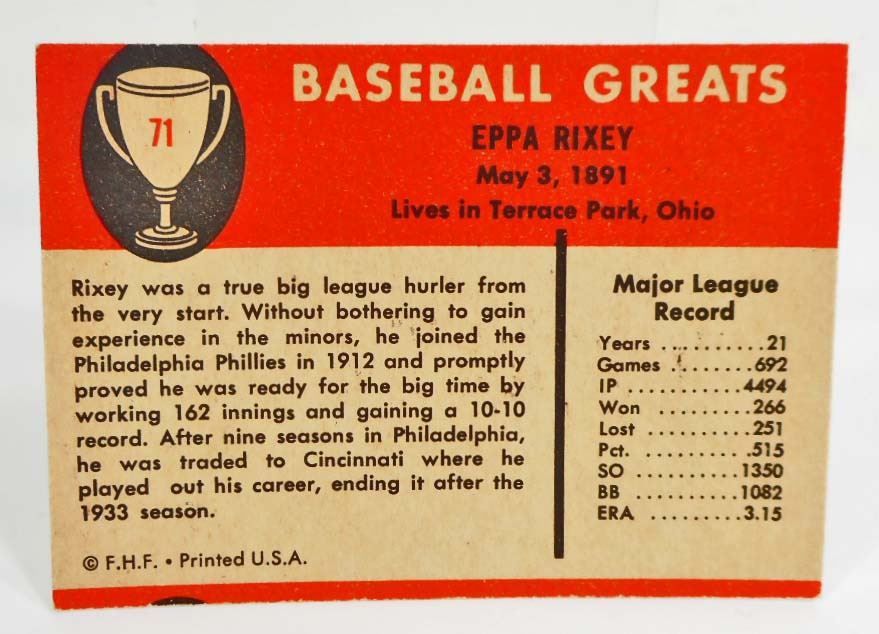 71
BASEBALL GREATS
EPPA RIXEY
May 3, 1891
Lives in Terrace Park, Ohio
Rixey was a true big league hurler from
the very start. Without bothering to gain
experience in the minors, he joined the
Philadelphia Phillies in 1912 and promptly
proved he was ready for the big time by
working 162 innings and gaining a 10-10
record. After nine seasons in Philadelphia,
he was traded to Cincinnati where he
played out his career, ending it after the
1933 season.
© F.H.F. • Printed U.S.A.
Major League
Record
Years ...........21
Games .........692
IP ............4494
Won ..........266
Lost ..........251
Pct. ...........515
SO ..........1350
BB ..........1082
ERA .........3.15